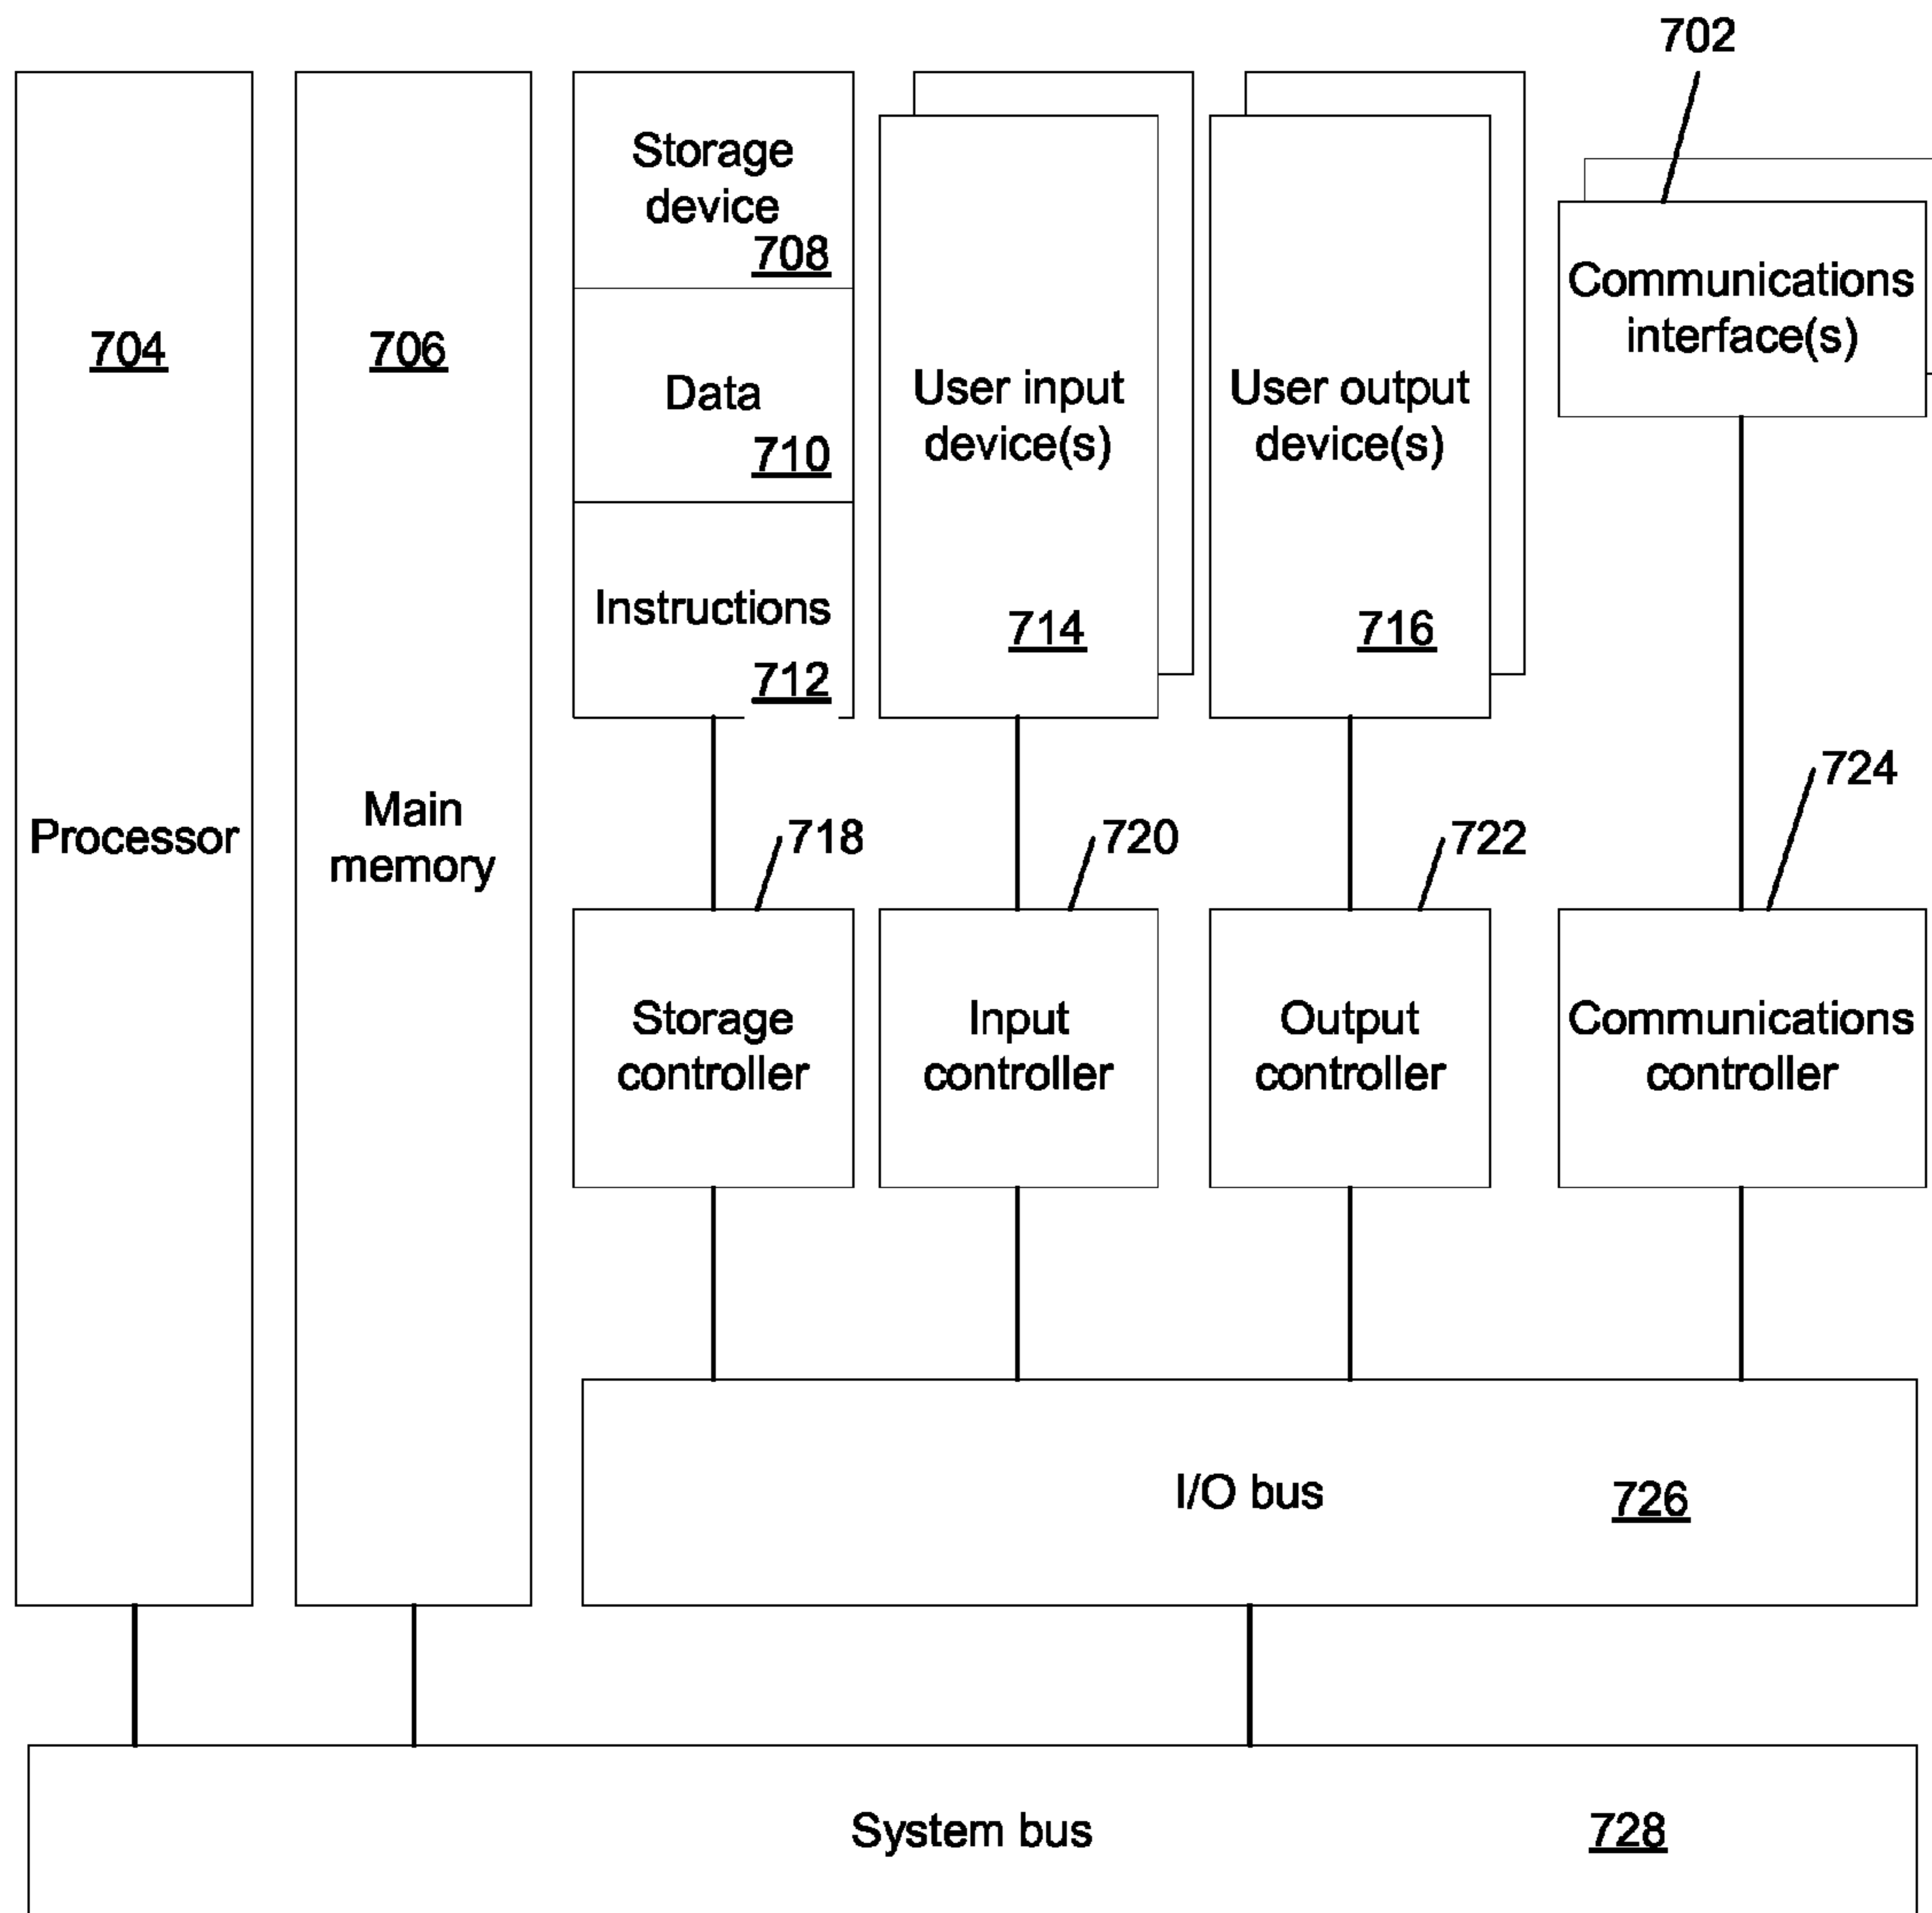 702
Storage
device
708
704
706
Communications
interface(s)
Data
710
User input
device(s)
User output
device(s)
Instructions
712
714
716
724
Processor
Main
memory
718
720
722
Storage
controller
Input
controller
Output
controller
Communications
controller
I/O bus
726
System bus
728